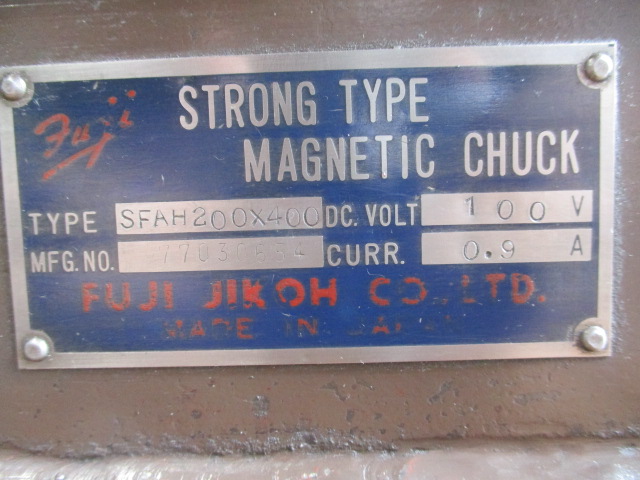 Fuji
STRONG TYPE
MAGNETIC CHUCK
TYPE SFAH200X400 DC. VOLT 100 V
MFG. NO. CURR. 0.9 A
FUJI JIKOH CO., LTD.
MADE IN JAPAN